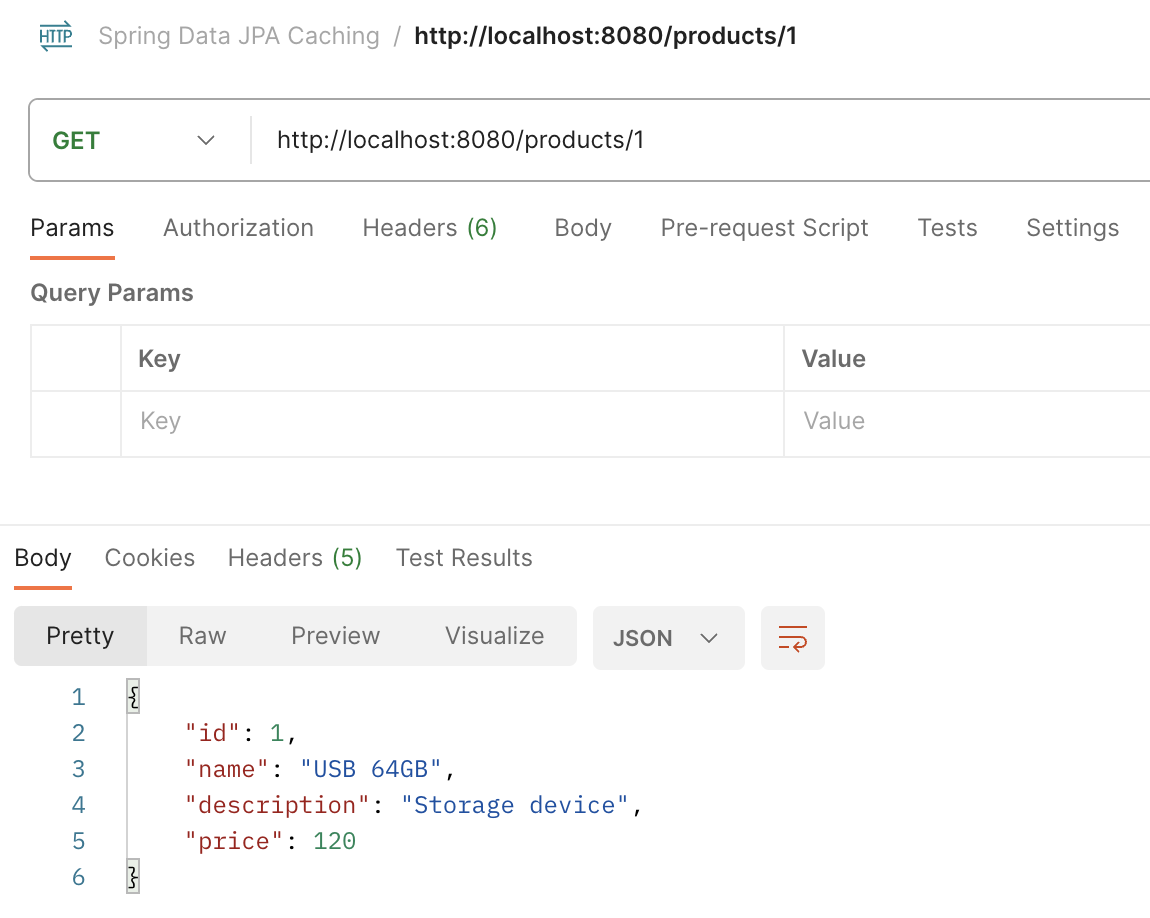 HTTP Spring Data JPA Caching / http://localhost:8080/products/1
GET http://localhost:8080/products/1
Params Authorization Headers (6) Body Pre-request Script Tests Settings
Query Params
Key Value
Key Value
Body Cookies Headers (5) Test Results
Pretty Raw Preview Visualize JSON
1 {
2 "id": 1,
3 "name": "USB 64GB",
4 "description": "Storage device",
5 "price": 120
6 }